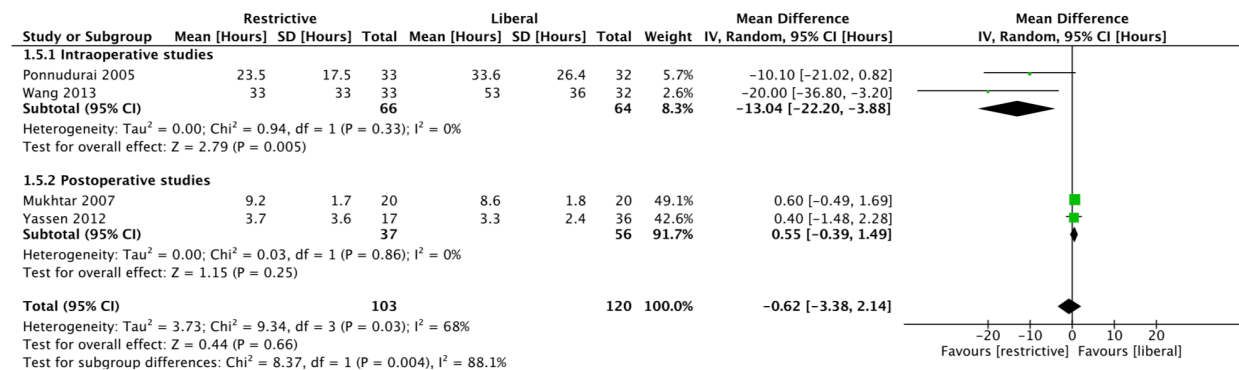 Restrictive Liberal Mean Difference Mean Difference
Study or Subgroup Mean [Hours] SD [Hours] Total Mean [Hours] SD [Hours] Total Weight IV, Random, 95% CI [Hours] IV, Random, 95% CI [Hours]
1.5.1 Intraoperative studies
Ponnudurai 2005 23.5 17.5 33 33.6 26.4 32 5.7% -10.10 [-21.02, 0.82]
Wang 2013 33 33 33 53 36 32 2.6% -20.00 [-36.80, -3.20]
Subtotal (95% CI) 66 64 8.3% -13.04 [-22.20, -3.88]
Heterogeneity: Tau² = 0.00; Chi² = 0.94, df = 1 (P = 0.33); I² = 0%
Test for overall effect: Z = 2.79 (P = 0.005)
1.5.2 Postoperative studies
Mukhtar 2007 9.2 1.7 20 8.6 1.8 20 49.1% 0.60 [-0.49, 1.69]
Yassen 2012 3.7 3.6 17 3.3 2.4 36 42.6% 0.40 [-1.48, 2.28]
Subtotal (95% CI) 37 56 91.7% 0.55 [-0.39, 1.49]
Heterogeneity: Tau² = 0.00; Chi² = 0.03, df = 1 (P = 0.86); I² = 0%
Test for overall effect: Z = 1.15 (P = 0.25)
Total (95% CI) 103 120 100.0% -0.62 [-3.38, 2.14]
Heterogeneity: Tau² = 3.73; Chi² = 9.34, df = 3 (P = 0.03); I² = 68%
Test for overall effect: Z = 0.44 (P = 0.66)
Test for subgroup differences: Chi² = 8.37, df = 1 (P = 0.004), I² = 88.1%
-20 -10 0 10 20
Favours [restrictive] Favours [liberal]